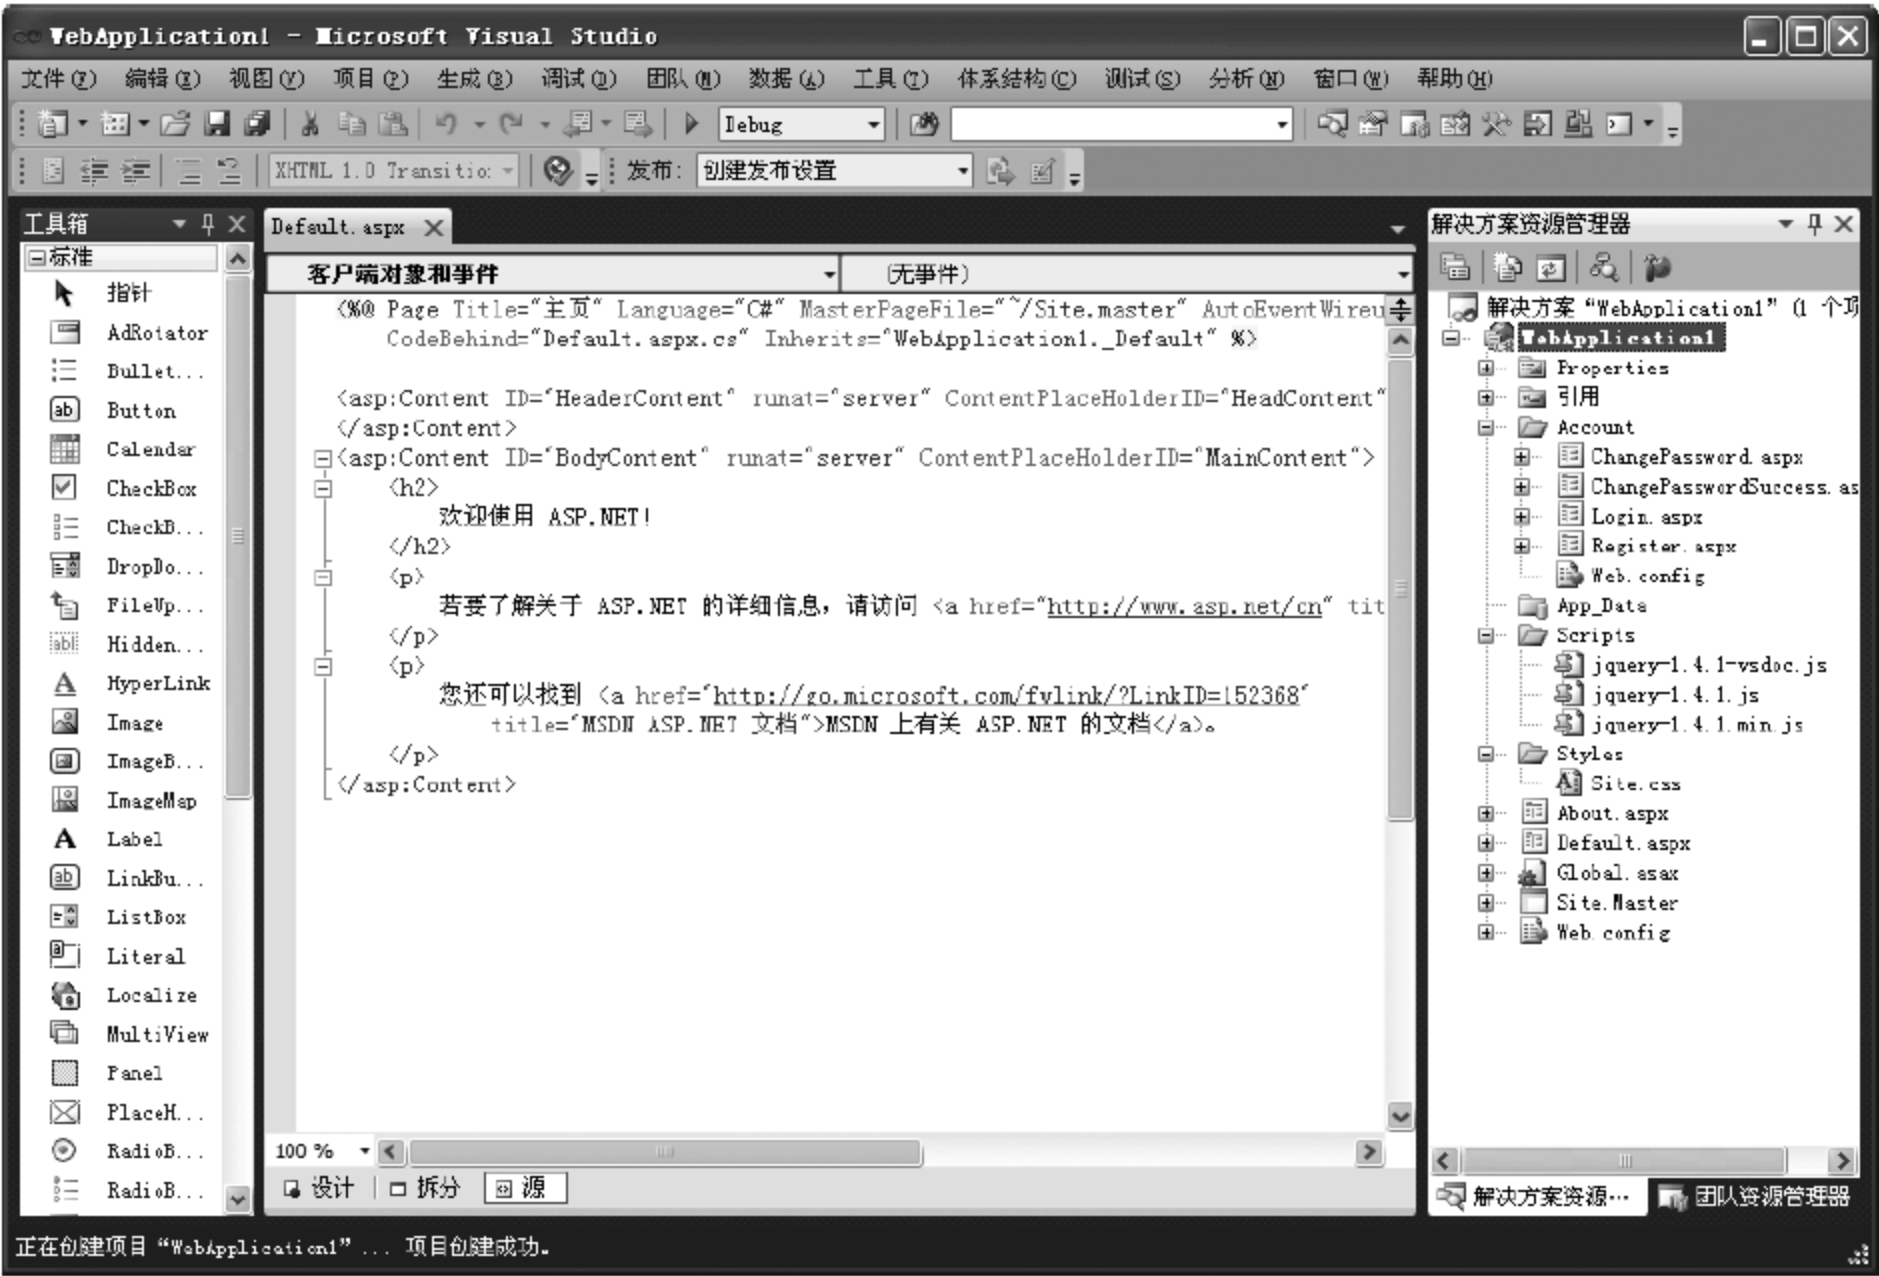 WebApplication1 - Microsoft Visual Studio
文件(F) 编辑(E) 视图(V) 项目(P) 生成(B) 调试(D) 团队(M) 数据(A) 工具(T) 体系结构(C) 测试(S) 分析(N) 窗口(W) 帮助(H)
Debug
XHTML 1.0 Transitio: 发布: 创建发布设置
工具箱
标准
指针
AdRotator
Bullet...
Button
Calendar
CheckBox
CheckB...
DropDo...
FileUp...
Hidden...
HyperLink
Image
ImageB...
ImageMap
Label
LinkBu...
ListBox
Literal
Localize
MultiView
Panel
PlaceH...
RadioB...
RadioB...
Default.aspx
客户端对象和事件 (无事件)
<%@ Page Title="主页" Language="C#" MasterPageFile="~/Site.master" AutoEventWireu
CodeBehind="Default.aspx.cs" Inherits="WebApplication1._Default" %>
<asp:Content ID="HeaderContent" runat="server" ContentPlaceHolderID="HeadContent"
</asp:Content>
<asp:Content ID="BodyContent" runat="server" ContentPlaceHolderID="MainContent">
<h2>
欢迎使用 ASP.NET!
</h2>
<p>
若要了解关于 ASP.NET 的详细信息，请访问 <a href="http://www.asp.net/cn" tit
</p>
<p>
您还可以找到 <a href="http://go.microsoft.com/fwlink/?LinkID=152368"
title="MSDN ASP.NET 文档">MSDN 上有关 ASP.NET 的文档</a>。
</p>
</asp:Content>
100 %
设计 拆分 源
解决方案资源管理器
解决方案 “WebApplication1” (1 个项
WebApplication1
Properties
引用
Account
ChangePassword.aspx
ChangePasswordSuccess.as
Login.aspx
Register.aspx
Web.config
App_Data
Scripts
jquery-1.4.1-vsdoc.js
jquery-1.4.1.js
jquery-1.4.1.min.js
Styles
Site.css
About.aspx
Default.aspx
Global.asax
Site.Master
Web.config
解决方案资源… 团队资源管理器
正在创建项目 “WebApplication1” ... 项目创建成功。